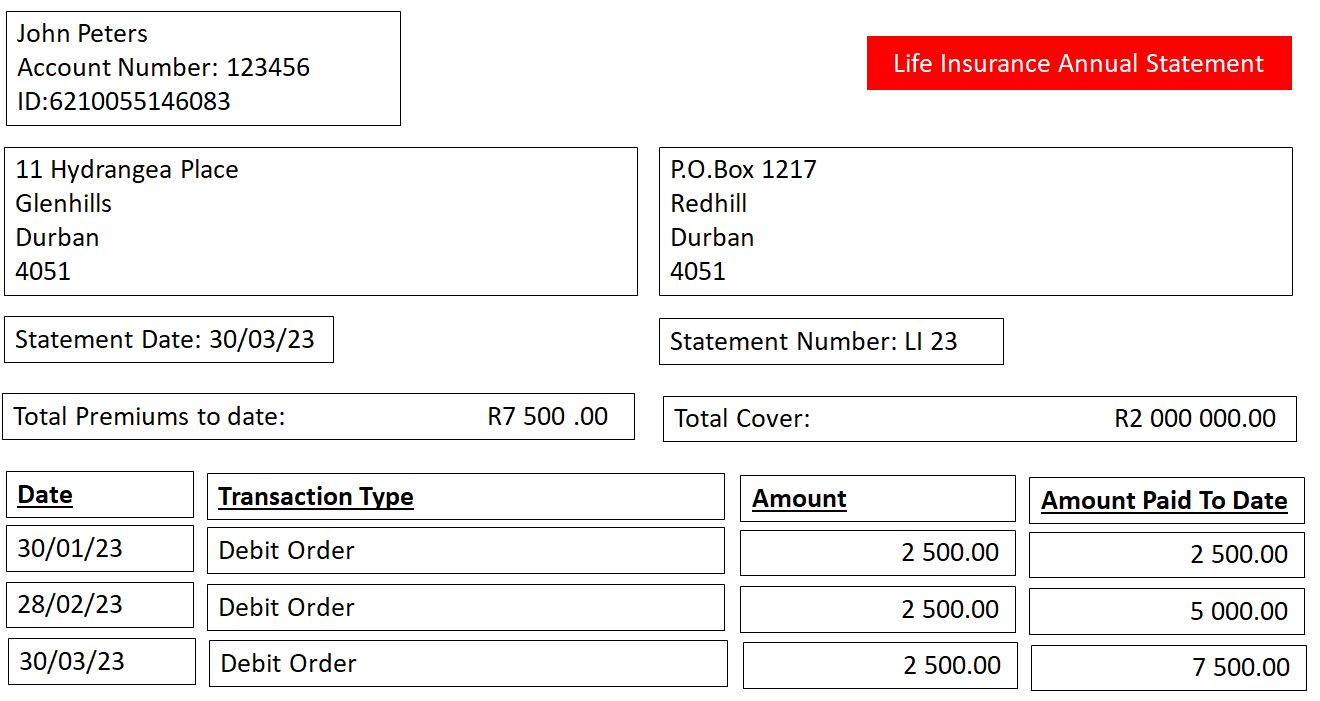 John Peters
Account Number: 123456
ID:6210055146083
Life Insurance Annual Statement
11 Hydrangea Place
Glenhills
Durban
4051
P.O.Box 1217
Redhill
Durban
4051
Statement Date: 30/03/23
Statement Number: LI 23
Total Premiums to date: R7 500 .00
Total Cover: R2 000 000.00
Date Transaction Type Amount Amount Paid To Date
30/01/23 Debit Order 2 500.00 2 500.00
28/02/23 Debit Order 2 500.00 5 000.00
30/03/23 Debit Order 2 500.00 7 500.00